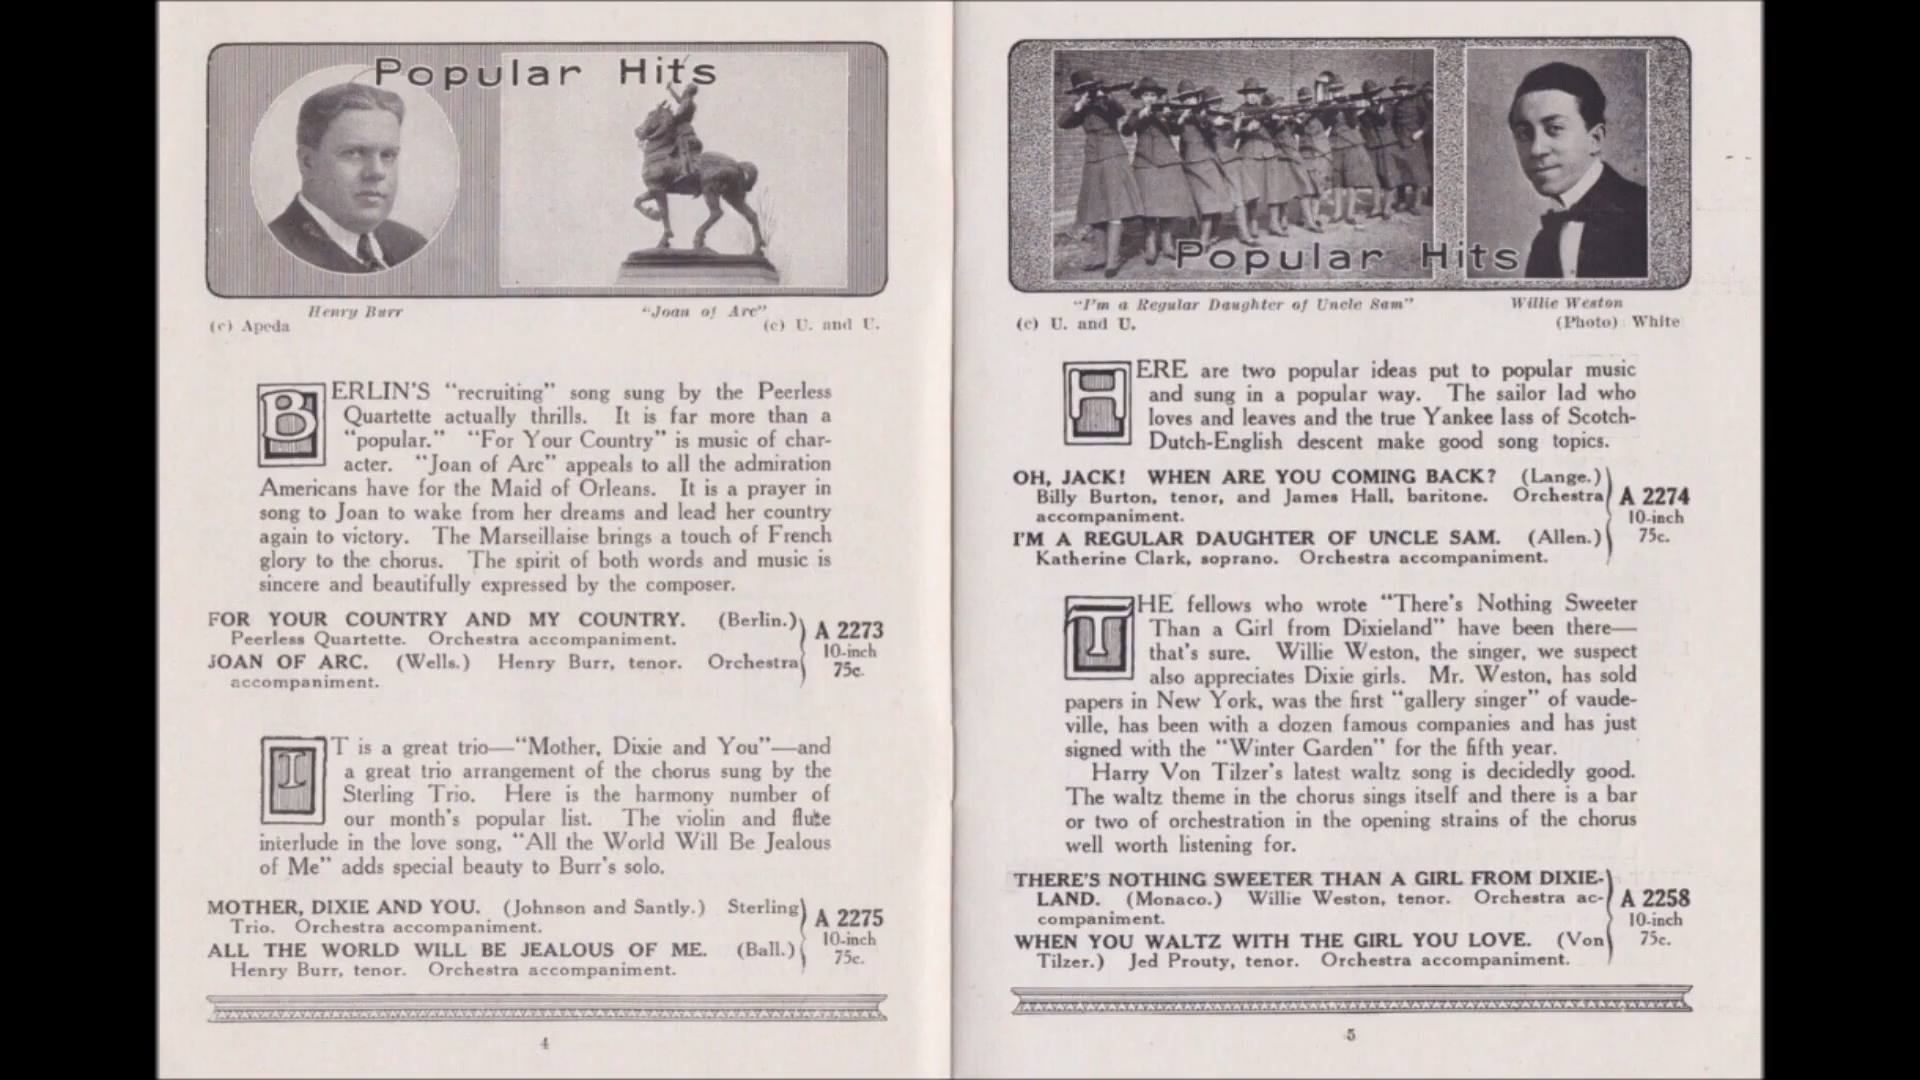 Popular Hits
Henry Burr
"Joan of Arc"
(c) Apeda
(c) U. and U.
BERLIN'S "recruiting" song sung by the Peerless
Quartette actually thrills. It is far more than a
"popular." "For Your Country" is music of char-
acter. "Joan of Arc" appeals to all the admiration
Americans have for the Maid of Orleans. It is a prayer in
song to Joan to wake from her dreams and lead her country
again to victory. The Marseillaise brings a touch of French
glory to the chorus. The spirit of both words and music is
sincere and beautifully expressed by the composer.
FOR YOUR COUNTRY AND MY COUNTRY. (Berlin.)
Peerless Quartette. Orchestra accompaniment.
JOAN OF ARC. (Wells.) Henry Burr, tenor. Orchestra
accompaniment.
A 2273
10-inch
75c.
IT is a great trio—"Mother, Dixie and You"—and
a great trio arrangement of the chorus sung by the
Sterling Trio. Here is the harmony number of
our month's popular list. The violin and flute
interlude in the love song, "All the World Will Be Jealous
of Me" adds special beauty to Burr's solo.
MOTHER, DIXIE AND YOU. (Johnson and Santly.) Sterling
Trio. Orchestra accompaniment.
ALL THE WORLD WILL BE JEALOUS OF ME. (Ball.)
Henry Burr, tenor. Orchestra accompaniment.
A 2275
10-inch
75c.
4
Popular Hits
"I'm a Regular Daughter of Uncle Sam"
Willie Weston
(c) U. and U.
(Photo) White
HERE are two popular ideas put to popular music
and sung in a popular way. The sailor lad who
loves and leaves and the true Yankee lass of Scotch-
Dutch-English descent make good song topics.
OH, JACK! WHEN ARE YOU COMING BACK? (Lange.)
Billy Burton, tenor, and James Hall, baritone. Orchestra
accompaniment.
I'M A REGULAR DAUGHTER OF UNCLE SAM. (Allen.)
Katherine Clark, soprano. Orchestra accompaniment.
A 2274
10-inch
75c.
THE fellows who wrote "There's Nothing Sweeter
Than a Girl from Dixieland" have been there—
that's sure. Willie Weston, the singer, we suspect
also appreciates Dixie girls. Mr. Weston, has sold
papers in New York, was the first "gallery singer" of vaude-
ville, has been with a dozen famous companies and has just
signed with the "Winter Garden" for the fifth year.
Harry Von Tilzer's latest waltz song is decidedly good.
The waltz theme in the chorus sings itself and there is a bar
or two of orchestration in the opening strains of the chorus
well worth listening for.
THERE'S NOTHING SWEETER THAN A GIRL FROM DIXIE-
LAND. (Monaco.) Willie Weston, tenor. Orchestra ac-
companiment.
WHEN YOU WALTZ WITH THE GIRL YOU LOVE. (Von
Tilzer.) Jed Prouty, tenor. Orchestra accompaniment.
A 2258
10-inch
75c.
5